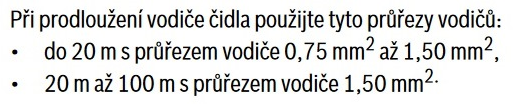 Při prodloužení vodiče čidla použijte tyto průřezy vodičů:
• do 20 m s průřezem vodiče 0,75 mm² až 1,50 mm²,
• 20 m až 100 m s průřezem vodiče 1,50 mm².